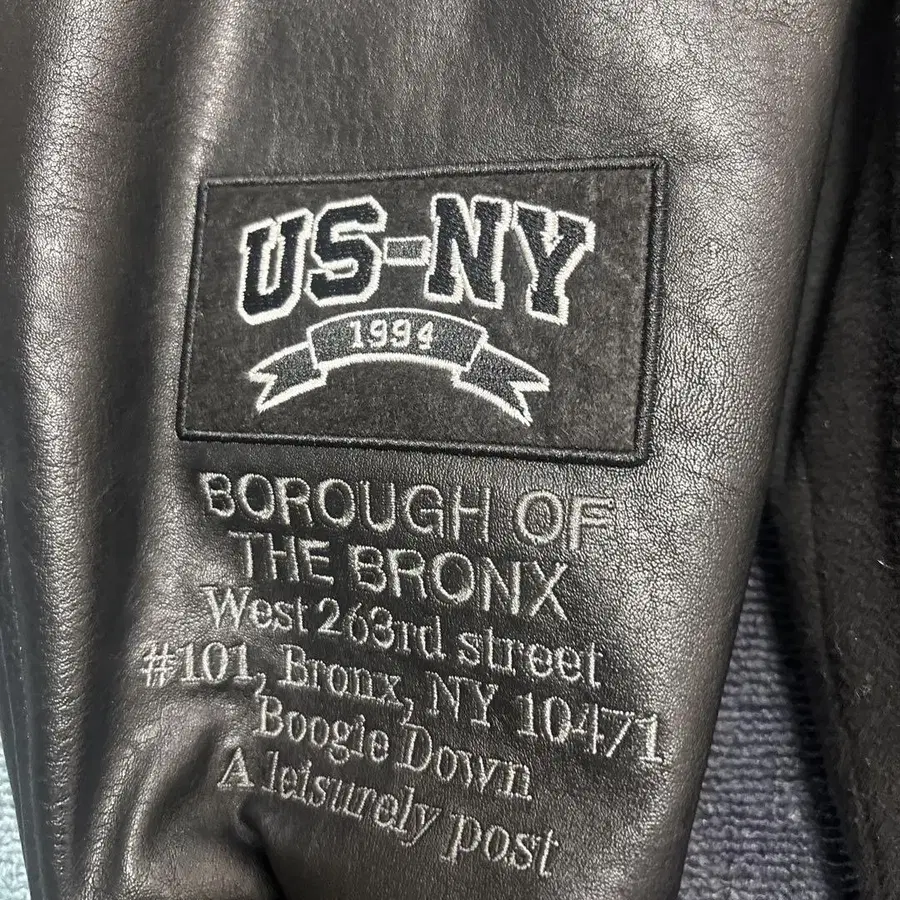 US-NY
1994
BOROUGH OF
THE BRONX
West 263rd street
#101, Bronx, NY 10471
Boogie Down
A leisurely post